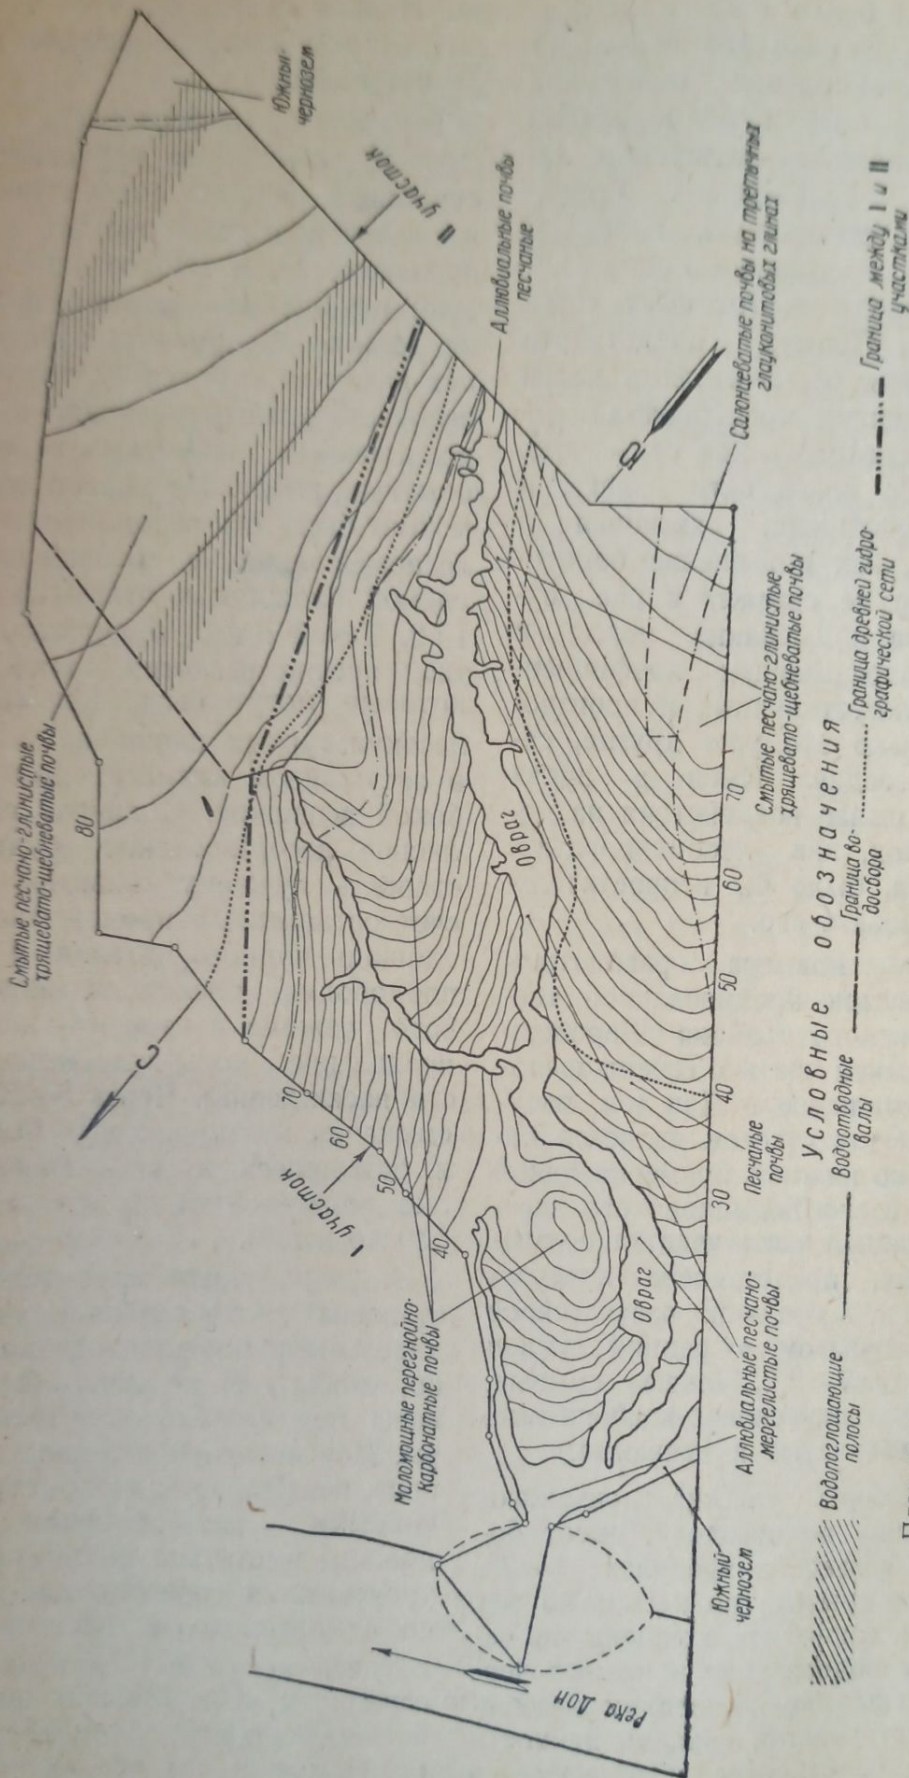 Смытые песчано-глинистые
хрящевато-щебневатые почвы
80
Южный
чернозем
II участок
Аллювиальные почвы
песчаные
С
Ю
Солонцеватые почвы на третичных
глауконитовых глинах
Смытые песчано-глинистые
хрящевато-щебневатые почвы
Овраг
70
60
50
40
I участок
Маломощные перегнойно-
карбонатные почвы
70
60
50
40
30
Песчаные
почвы
Овраг
Аллювиальные песчано-
мергелистые почвы
Южный
чернозем
Река Дон
Условные обозначения
Водопоглощающие
полосы
Водоотводные
валы
Граница во-
досбора
Граница древней гидро-
графической сети
Граница между I и II
участками